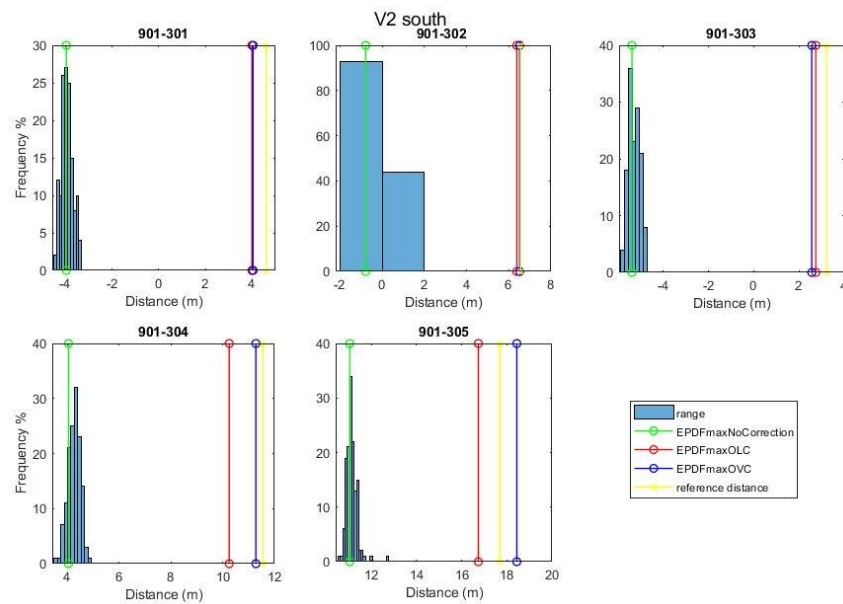 V2 south
901-301
Frequency %
30
25
20
15
10
5
0
-4 -2 0 2 4
Distance (m)
901-302
100
80
60
40
20
0
-2 0 2 4 6 8
Distance (m)
901-303
40
30
20
10
0
-4 -2 0 2 4
Distance (m)
901-304
Frequency %
40
30
20
10
0
4 6 8 10 12
Distance (m)
901-305
40
30
20
10
0
12 14 16 18 20
Distance (m)
range
EPDFmaxNoCorrection
EPDFmaxOLC
EPDFmaxOVC
reference distance